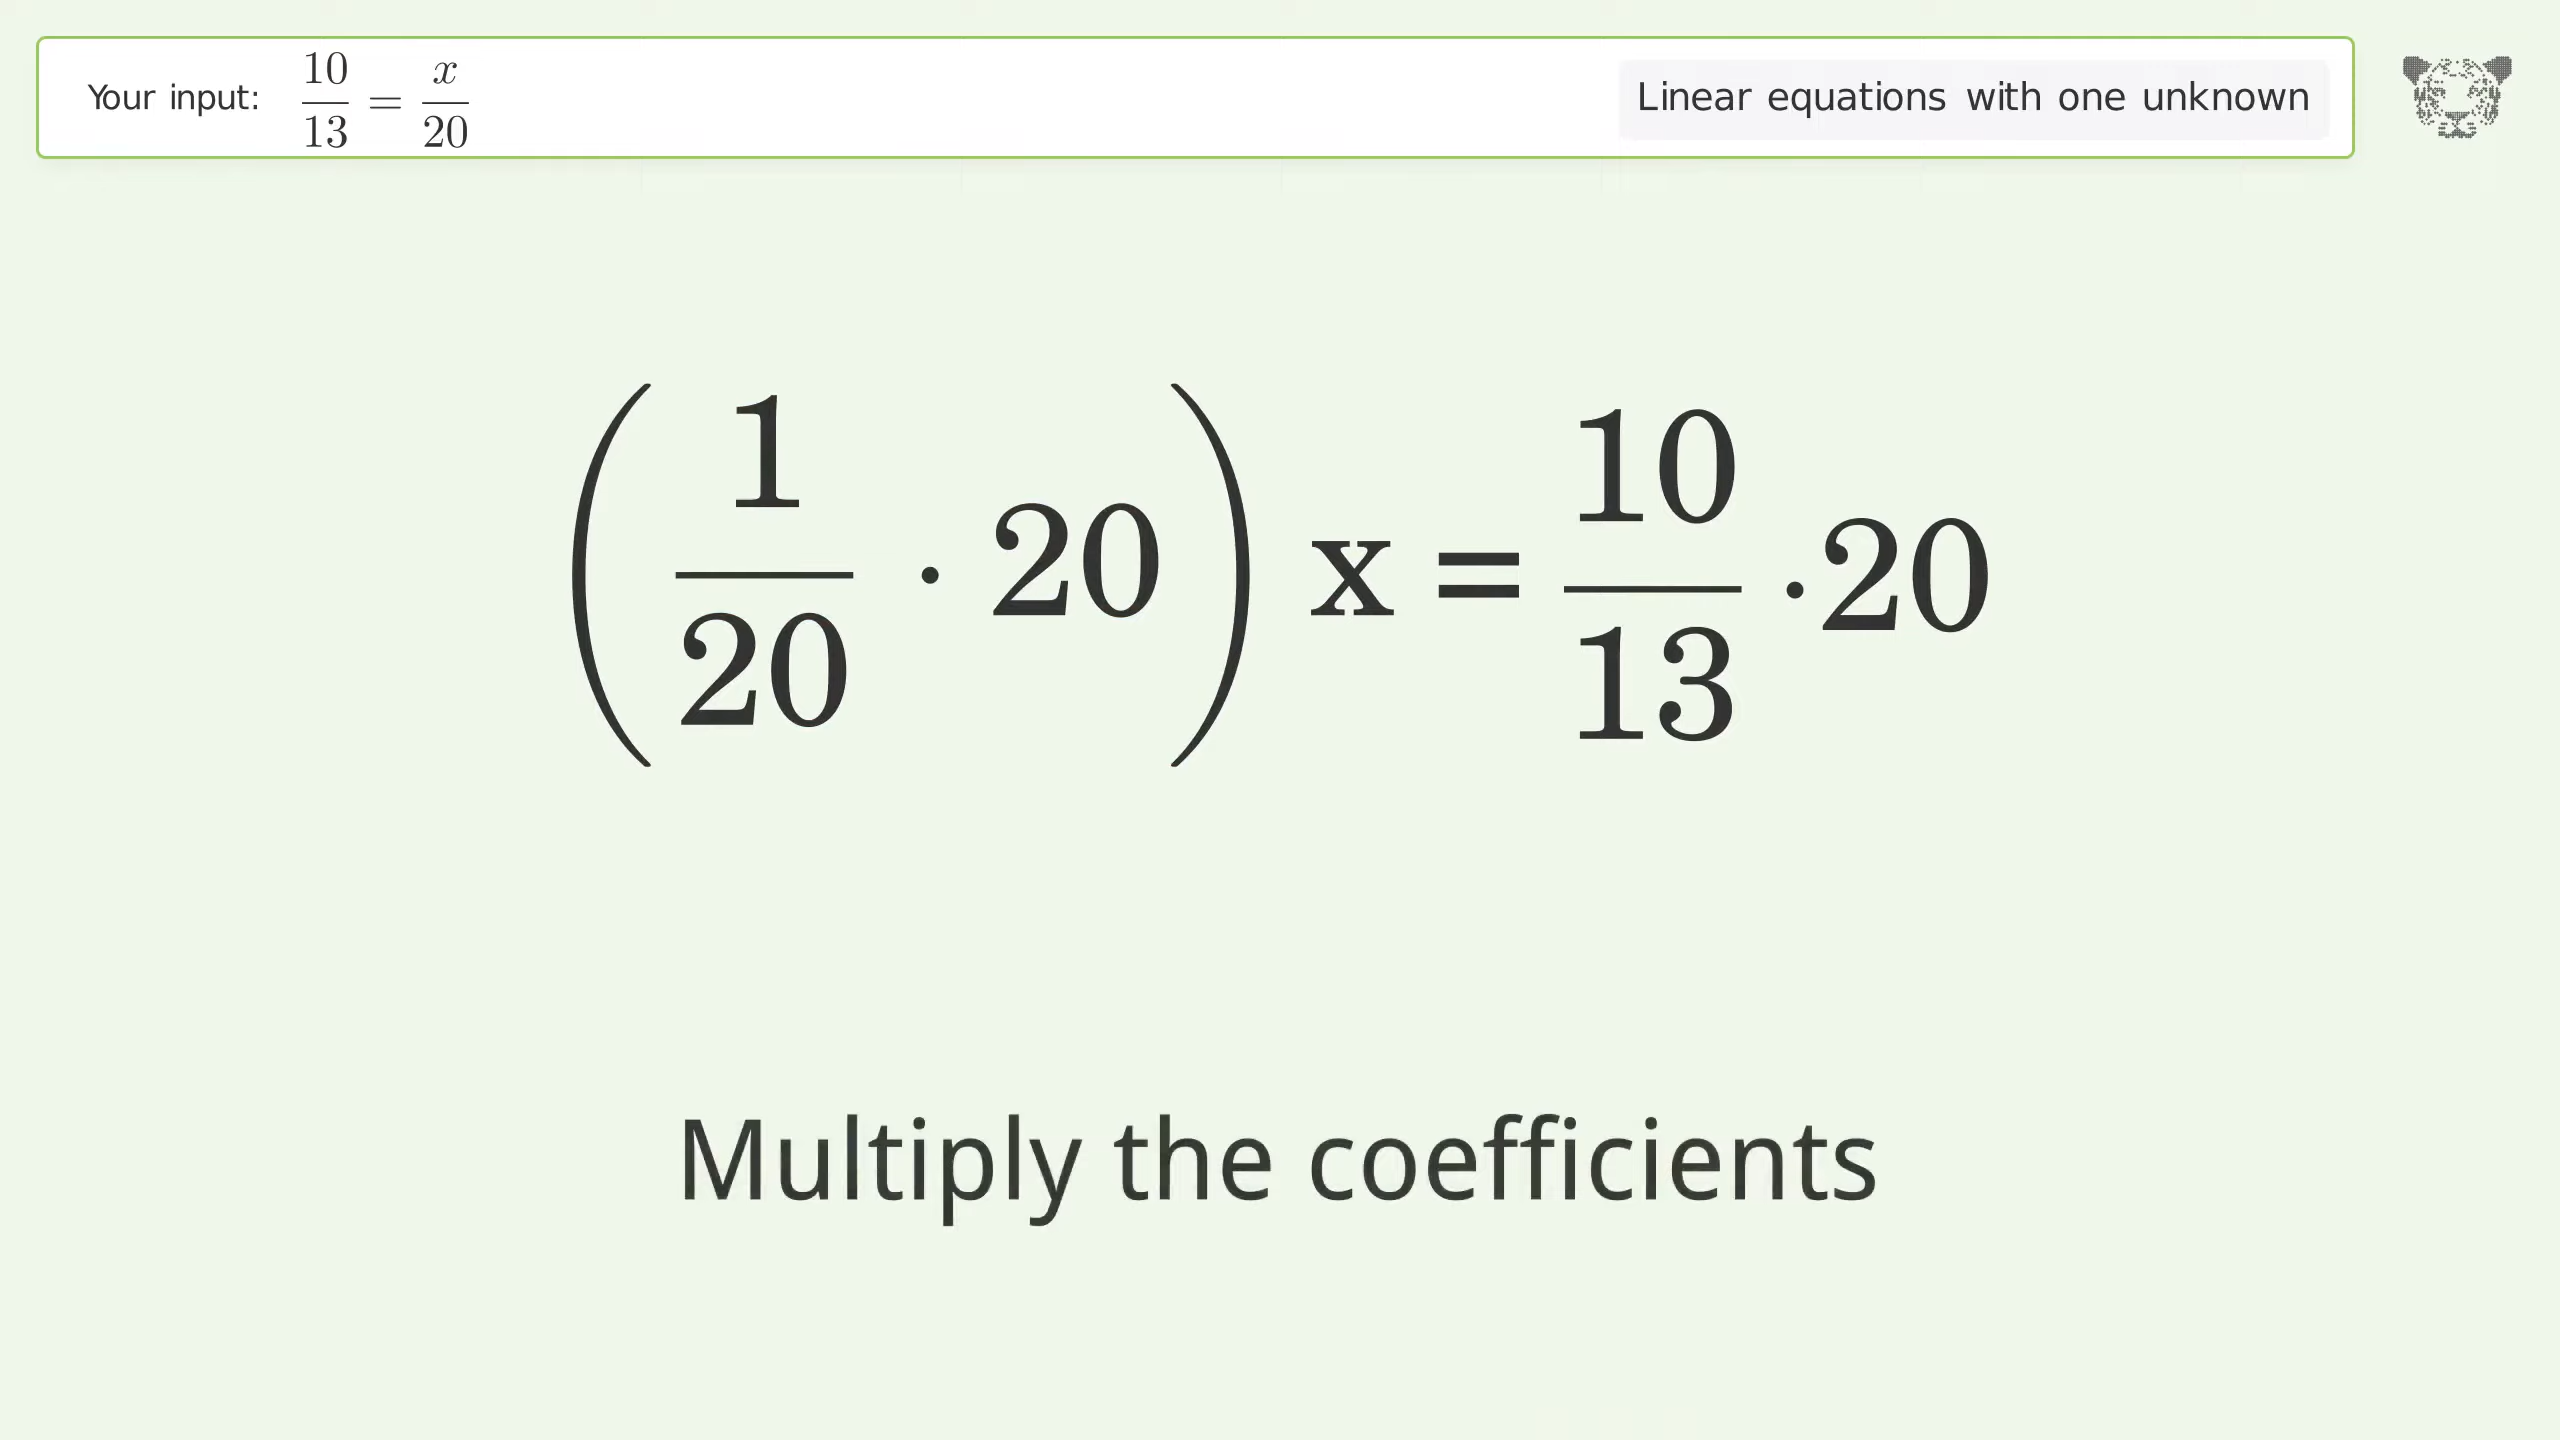 Your input: 10/13 = x/20
Linear equations with one unknown
(1/20 · 20) x = 10/13 · 20
Multiply the coefficients